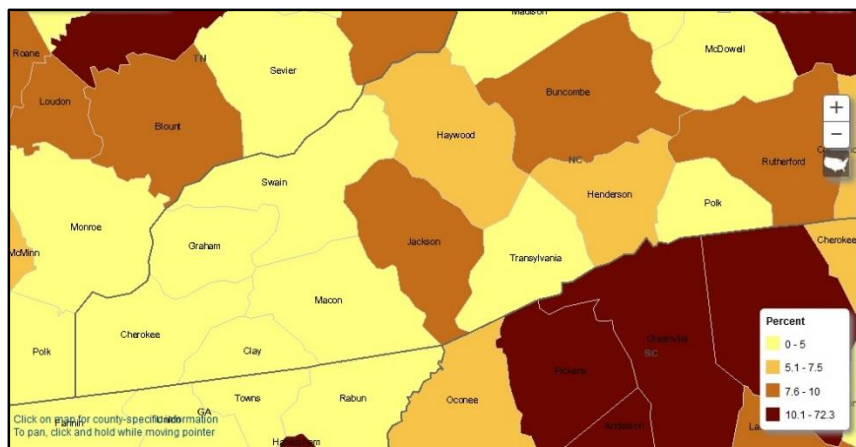 Madison
McDowell
Roane
TN
Sevier
Loudon
Buncombe
Blount
Haywood
Rutherford
NC
Swain
Henderson
Polk
Monroe
Graham
Jackson
Cherokee
McMinn
Transylvania
Macon
Cherokee
Greenville
SC
Polk
Clay
Pickens
Towns
Rabun
Oconee
GA
Union
Fannin
Anderson
Click on map for county-specific information
To pan, click and hold while moving pointer
+
−
Percent
0 - 5
5.1 - 7.5
7.6 - 10
10.1 - 72.3